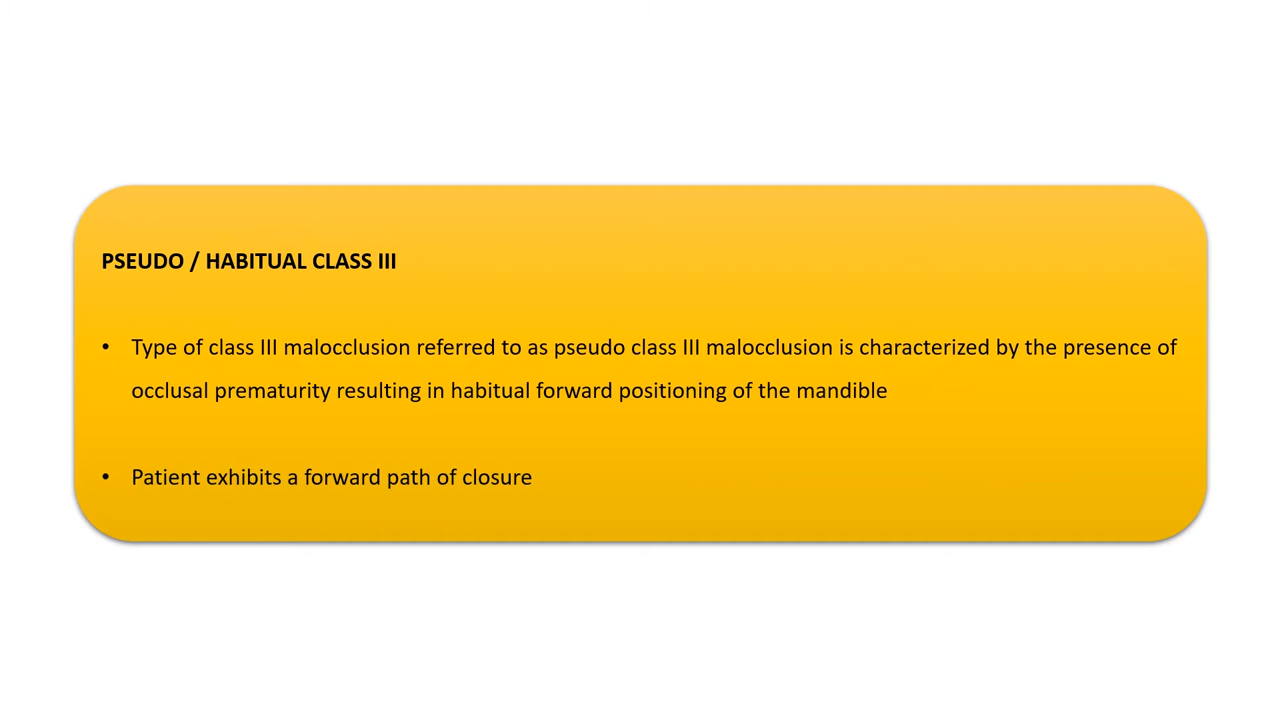 PSEUDO / HABITUAL CLASS III
• Type of class III malocclusion referred to as pseudo class III malocclusion is characterized by the presence of
occlusal prematurity resulting in habitual forward positioning of the mandible
• Patient exhibits a forward path of closure